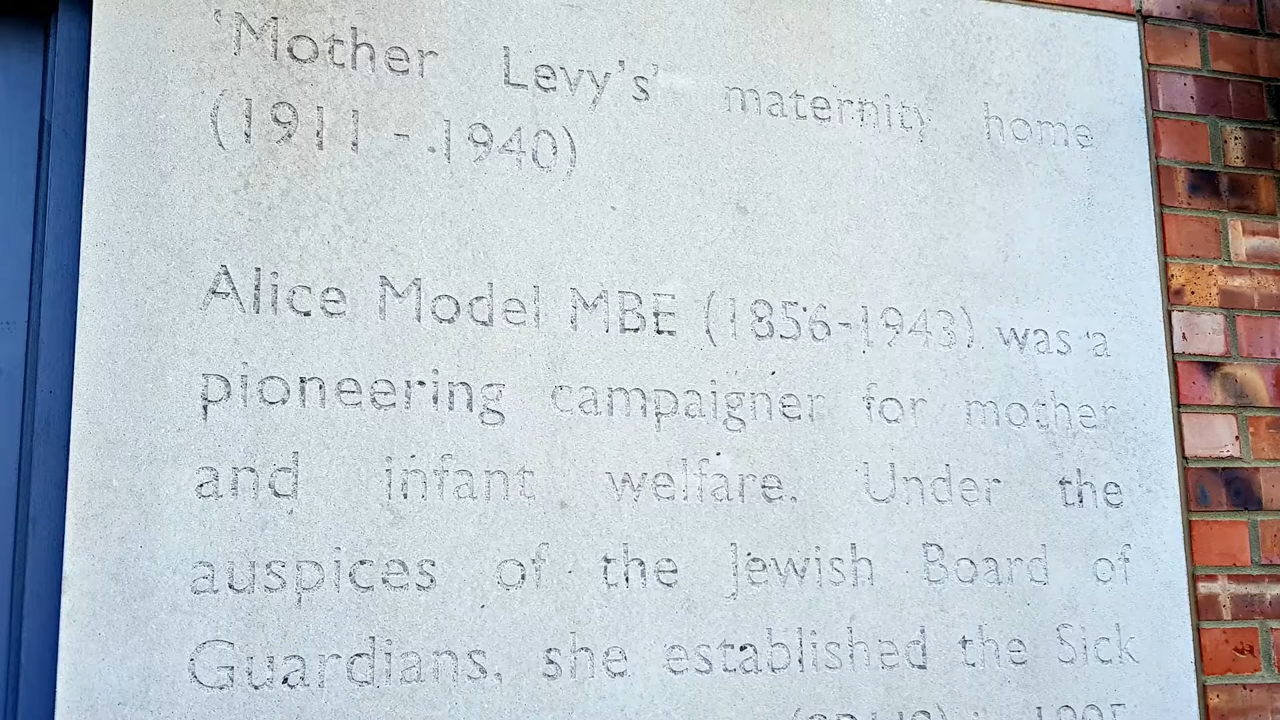 'Mother Levy's' maternity home
(1911 - 1940)
Alice Model MBE (1856-1943) was a
pioneering campaigner for mother
and infant welfare. Under the
auspices of the Jewish Board of
Guardians, she established the Sick